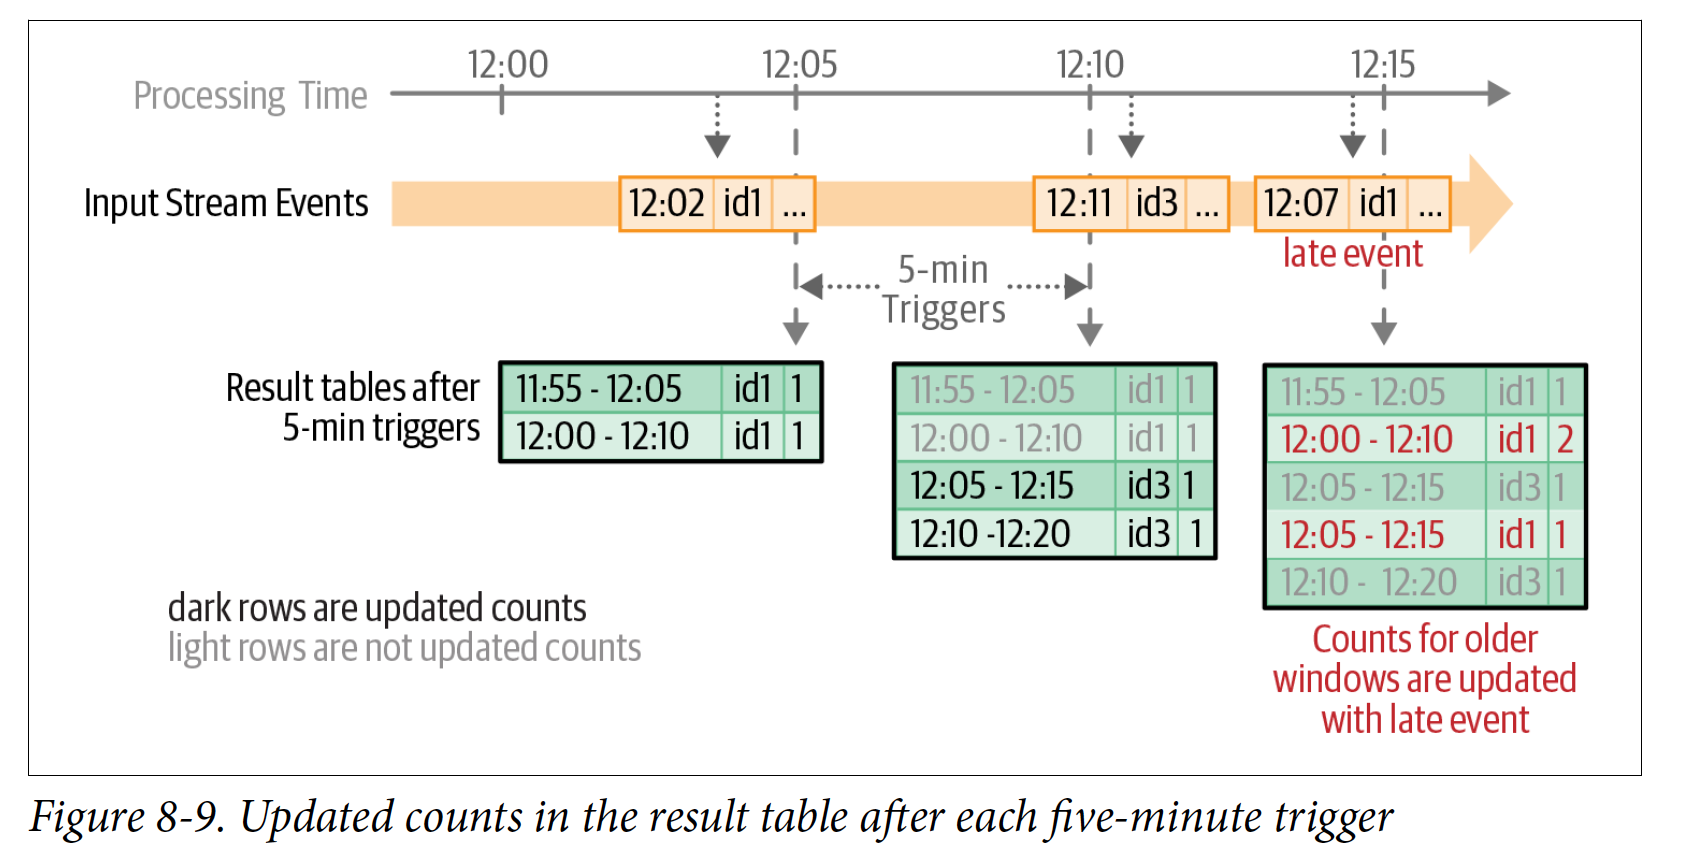 12:00 12:05 12:10 12:15
Processing Time
Input Stream Events
12:02 id1 ...
12:11 id3 ...
12:07 id1 ...
late event
5-min
Triggers
Result tables after
5-min triggers
11:55 - 12:05 id1 1
12:00 - 12:10 id1 1
11:55 - 12:05 id1 1
12:00 - 12:10 id1 1
12:05 - 12:15 id3 1
12:10 -12:20 id3 1
11:55 - 12:05 id1 1
12:00 - 12:10 id1 2
12:05 - 12:15 id3 1
12:05 - 12:15 id1 1
12:10 - 12:20 id3 1
dark rows are updated counts
light rows are not updated counts
Counts for older
windows are updated
with late event
Figure 8-9. Updated counts in the result table after each five-minute trigger